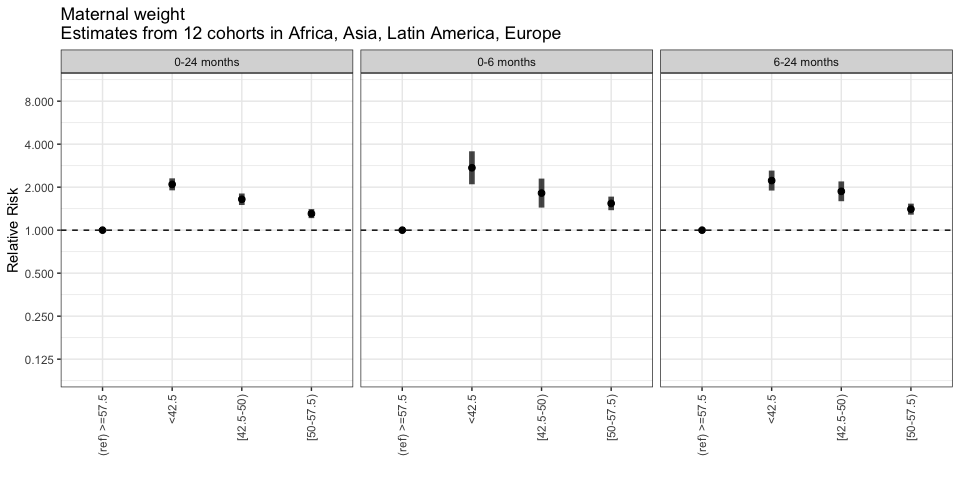 Maternal weight
Estimates from 12 cohorts in Africa, Asia, Latin America, Europe
0-24 months
0-6 months
6-24 months
Relative Risk
8.000
4.000
2.000
1.000
0.500
0.250
0.125
(ref) >=57.5
<42.5
[42.5-50)
[50-57.5)
(ref) >=57.5
<42.5
[42.5-50)
[50-57.5)
(ref) >=57.5
<42.5
[42.5-50)
[50-57.5)